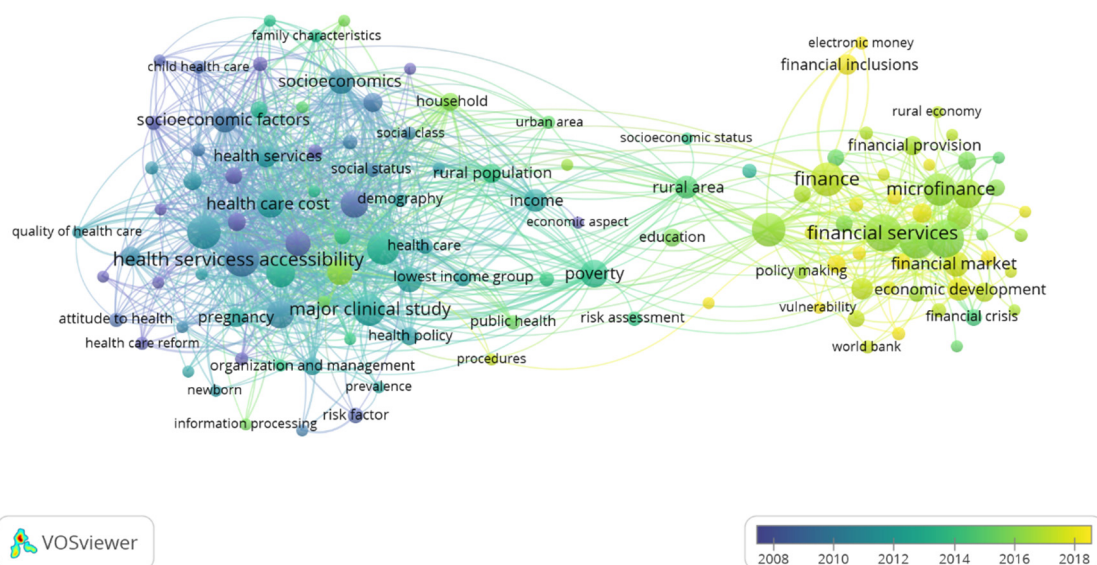 family characteristics
electronic money
child health care
financial inclusions
socioeconomics
household
rural economy
socioeconomic factors
urban area
social class
socioeconomic status
financial provision
health services
social status
rural population
finance
rural area
microfinance
health care cost
demography
income
economic aspect
quality of health care
education
financial services
health care
health servicess accessibility
lowest income group
poverty
policy making
financial market
economic development
major clinical study
vulnerability
attitude to health
pregnancy
public health
risk assessment
financial crisis
health policy
health care reform
world bank
procedures
organization and management
newborn
prevalence
information processing
risk factor
VOSviewer
2008 2010 2012 2014 2016 2018